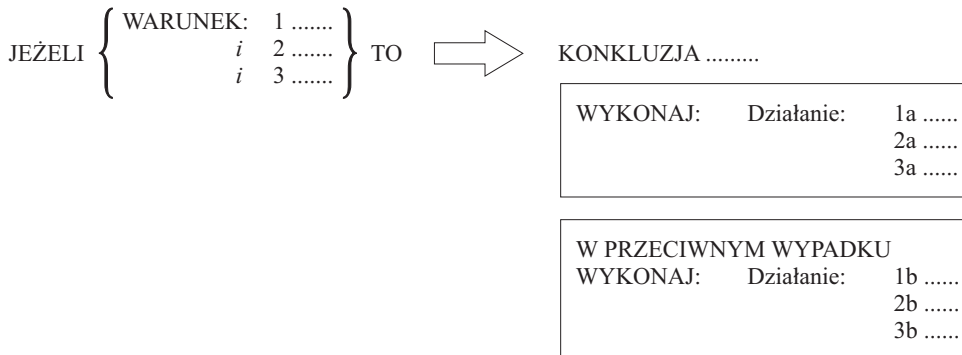 WARUNEK: 1 .......
JEŻELI i 2 ....... TO KONKLUZJA .........
i 3 .......
WYKONAJ: Działanie: 1a ......
2a ......
3a ......
W PRZECIWNYM WYPADKU
WYKONAJ: Działanie: 1b ......
2b ......
3b ......